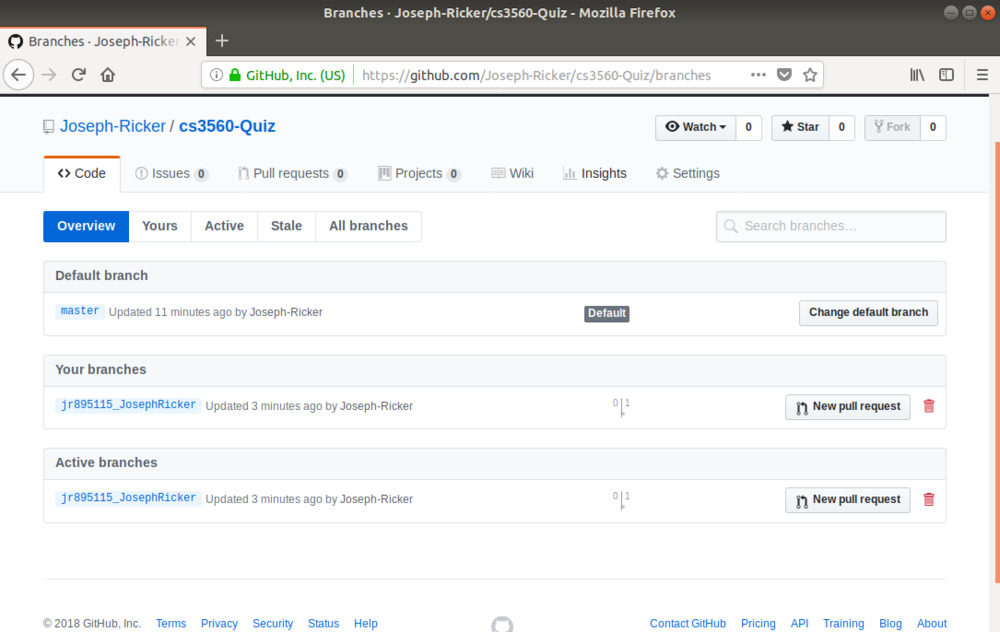 Branches · Joseph-Ricker/cs3560-Quiz - Mozilla Firefox
Branches · Joseph-Ricker
GitHub, Inc. (US) https://github.com/Joseph-Ricker/cs3560-Quiz/branches
Joseph-Ricker / cs3560-Quiz
Watch 0 Star 0 Fork 0
Code Issues 0 Pull requests 0 Projects 0 Wiki Insights Settings
Overview Yours Active Stale All branches Search branches...
Default branch
master Updated 11 minutes ago by Joseph-Ricker Default Change default branch
Your branches
jr895115_JosephRicker Updated 3 minutes ago by Joseph-Ricker 0 1 New pull request
Active branches
jr895115_JosephRicker Updated 3 minutes ago by Joseph-Ricker 0 1 New pull request
© 2018 GitHub, Inc. Terms Privacy Security Status Help Contact GitHub Pricing API Training Blog About